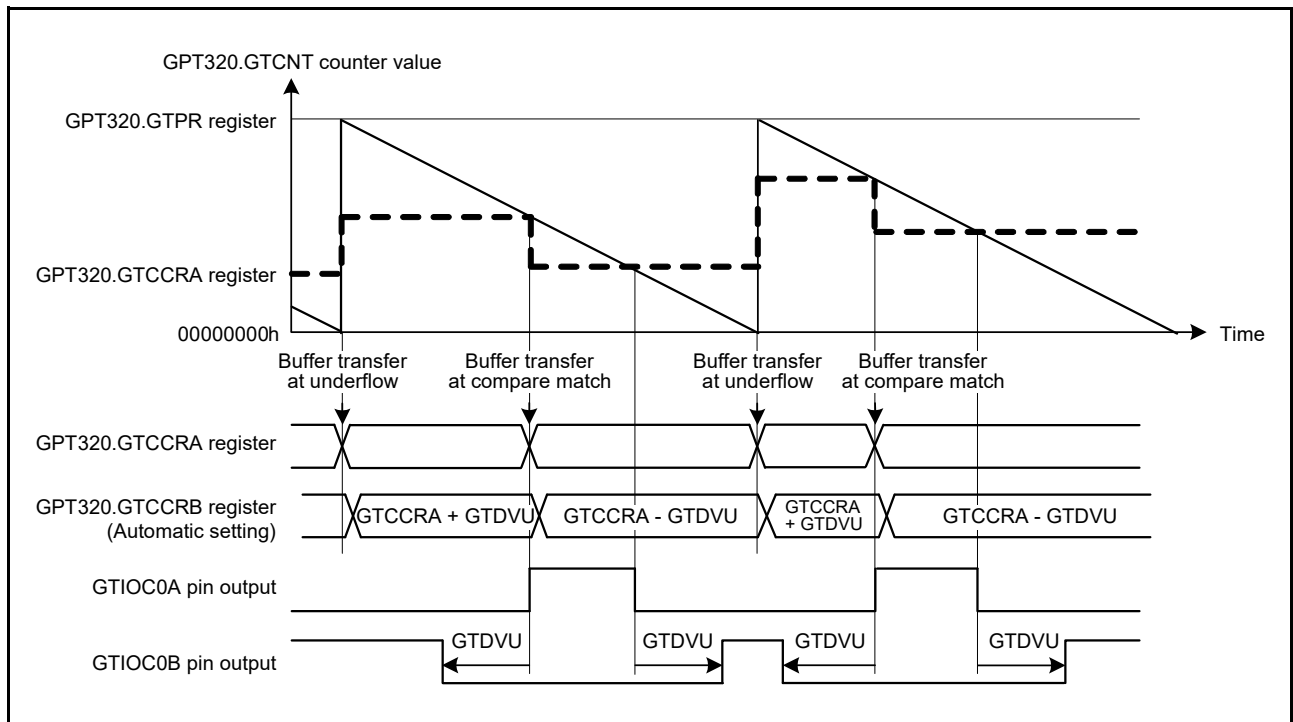 GPT320.GTCNT counter value
GPT320.GTPR register
GPT320.GTCCRA register
00000000h
Time
Buffer transfer
at underflow
Buffer transfer
at compare match
Buffer transfer
at underflow
Buffer transfer
at compare match
GPT320.GTCCRA register
GPT320.GTCCRB register
(Automatic setting)
GTCCRA + GTDVU
GTCCRA - GTDVU
GTCCRA
+ GTDVU
GTCCRA - GTDVU
GTIOC0A pin output
GTIOC0B pin output
GTDVU
GTDVU
GTDVU
GTDVU